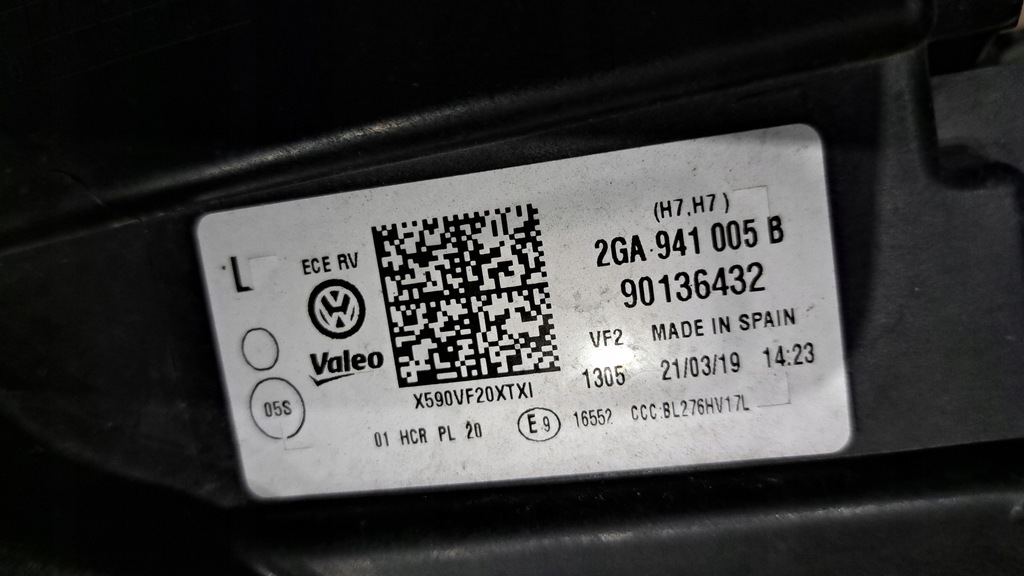 L
ECE RV
(H7,H7)
2GA 941 005 B
90136432
Valeo
VF2 MADE IN SPAIN
1305 21/03/19 14:23
05S
X590VF20XTXI
01 HCR PL 20 E9 16552 CCC:BL276HV17L